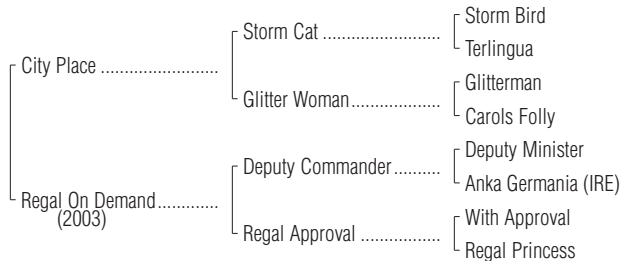 Storm Bird
Storm Cat ........................
Terlingua
City Place ........................
Glitterman
Glitter Woman...................
Carols Folly
Deputy Minister
Deputy Commander..........
Anka Germania (IRE)
Regal On Demand.............
(2003)
With Approval
Regal Approval .................
Regal Princess